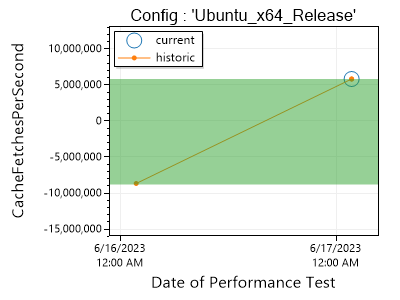 Config : 'Ubuntu_x64_Release'
current
historic
CacheFetchesPerSecond
10,000,000
5,000,000
0
-5,000,000
-10,000,000
-15,000,000
6/16/2023
12:00 AM
6/17/2023
12:00 AM
Date of Performance Test